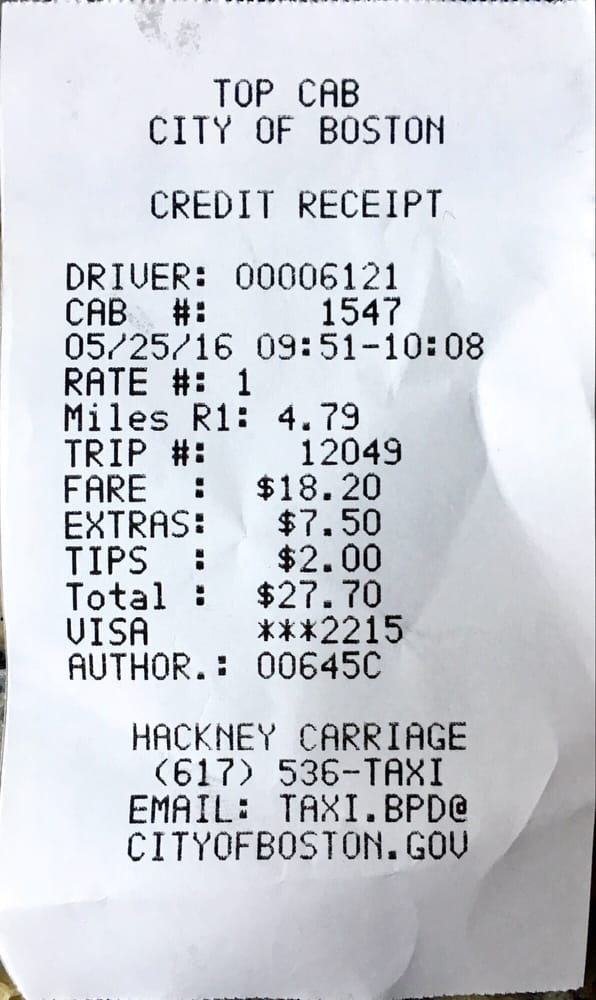 TOP CAB
CITY OF BOSTON
CREDIT RECEIPT
DRIVER: 00006121
CAB #: 1547
05/25/16 09:51-10:08
RATE #: 1
Miles R1: 4.79
TRIP #: 12049
FARE : $18.20
EXTRAS: $7.50
TIPS : $2.00
Total : $27.70
VISA ***2215
AUTHOR.: 00645C
HACKNEY CARRIAGE
(617) 536-TAXI
EMAIL: TAXI.BPD@
CITYOFBOSTON.GOV